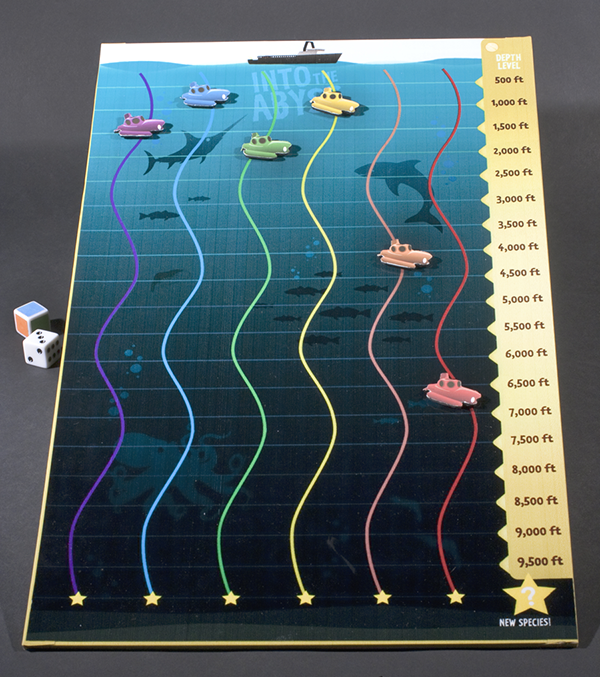 INTO THE
ABYSS
DEPTH
LEVEL
500 ft
1,000 ft
1,500 ft
2,000 ft
2,500 ft
3,000 ft
3,500 ft
4,000 ft
4,500 ft
5,000 ft
5,500 ft
6,000 ft
6,500 ft
7,000 ft
7,500 ft
8,000 ft
8,500 ft
9,000 ft
9,500 ft
?
NEW SPECIES!